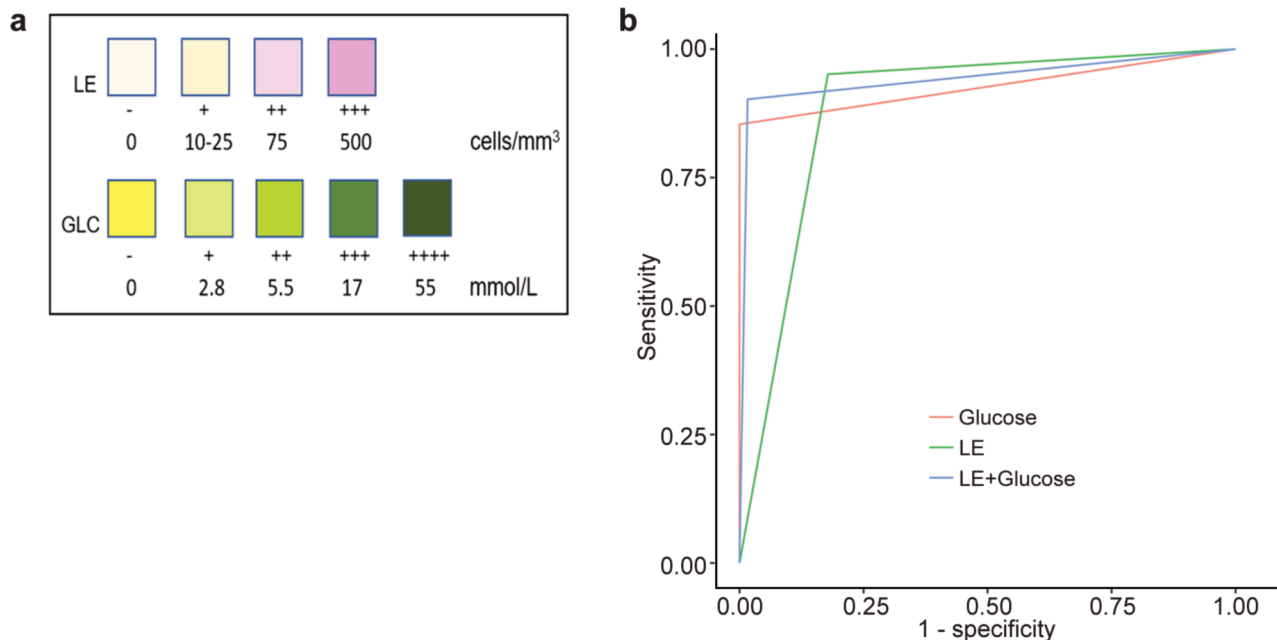 a
LE
- + ++ +++
0 10-25 75 500 cells/mm³
GLC
- + ++ +++ ++++
0 2.8 5.5 17 55 mmol/L
b
1.00
0.75
0.50
0.25
0.00
Sensitivity
Glucose
LE
LE+Glucose
0.00 0.25 0.50 0.75 1.00
1 - specificity